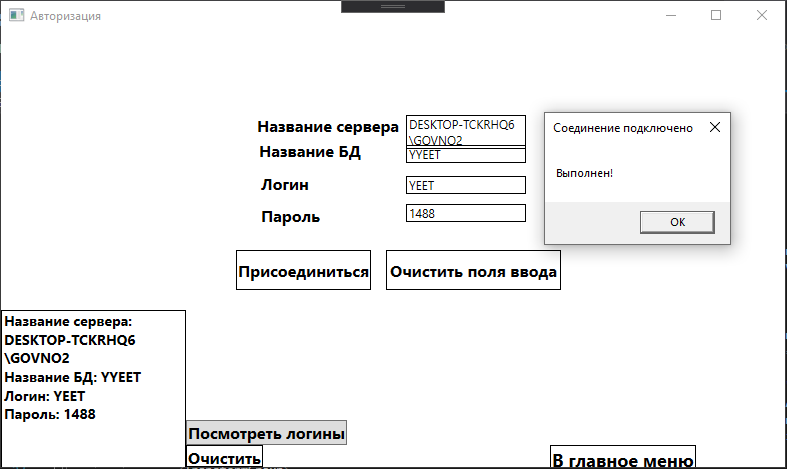 Авторизация
Название сервера
DESKTOP-TCKRHQ6
\GOVNO2
Название БД
YYEET
Логин
YEET
Пароль
1488
Соединение подключено
Выполнен!
OK
Присоединиться
Очистить поля ввода
Название сервера:
DESKTOP-TCKRHQ6
\GOVNO2
Название БД: YYEET
Логин: YEET
Пароль: 1488
Посмотреть логины
Очистить
В главное меню